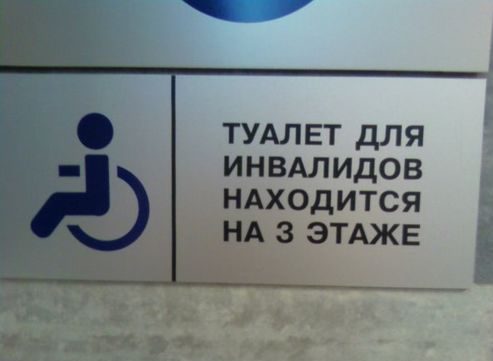 ТУАЛЕТ ДЛЯ
ИНВАЛИДОВ
НАХОДИТСЯ
НА 3 ЭТАЖЕ